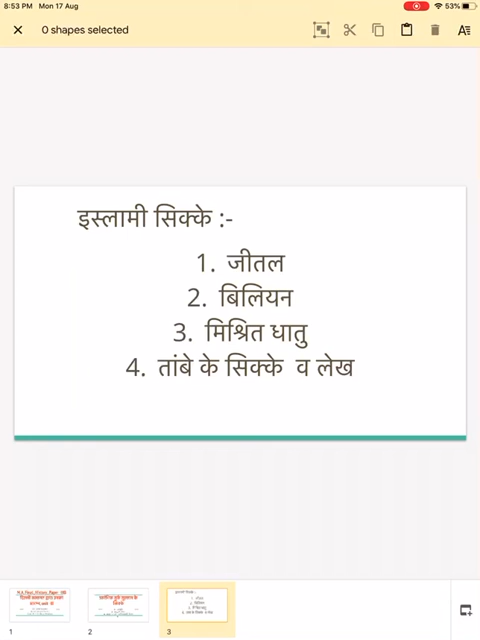 8:53 PM Mon 17 Aug
53%
0 shapes selected
इस्लामी सिक्के :-
1. जीतल
2. बिलियन
3. मिश्रित धातु
4. तांबे के सिक्के व लेख
1
2
3